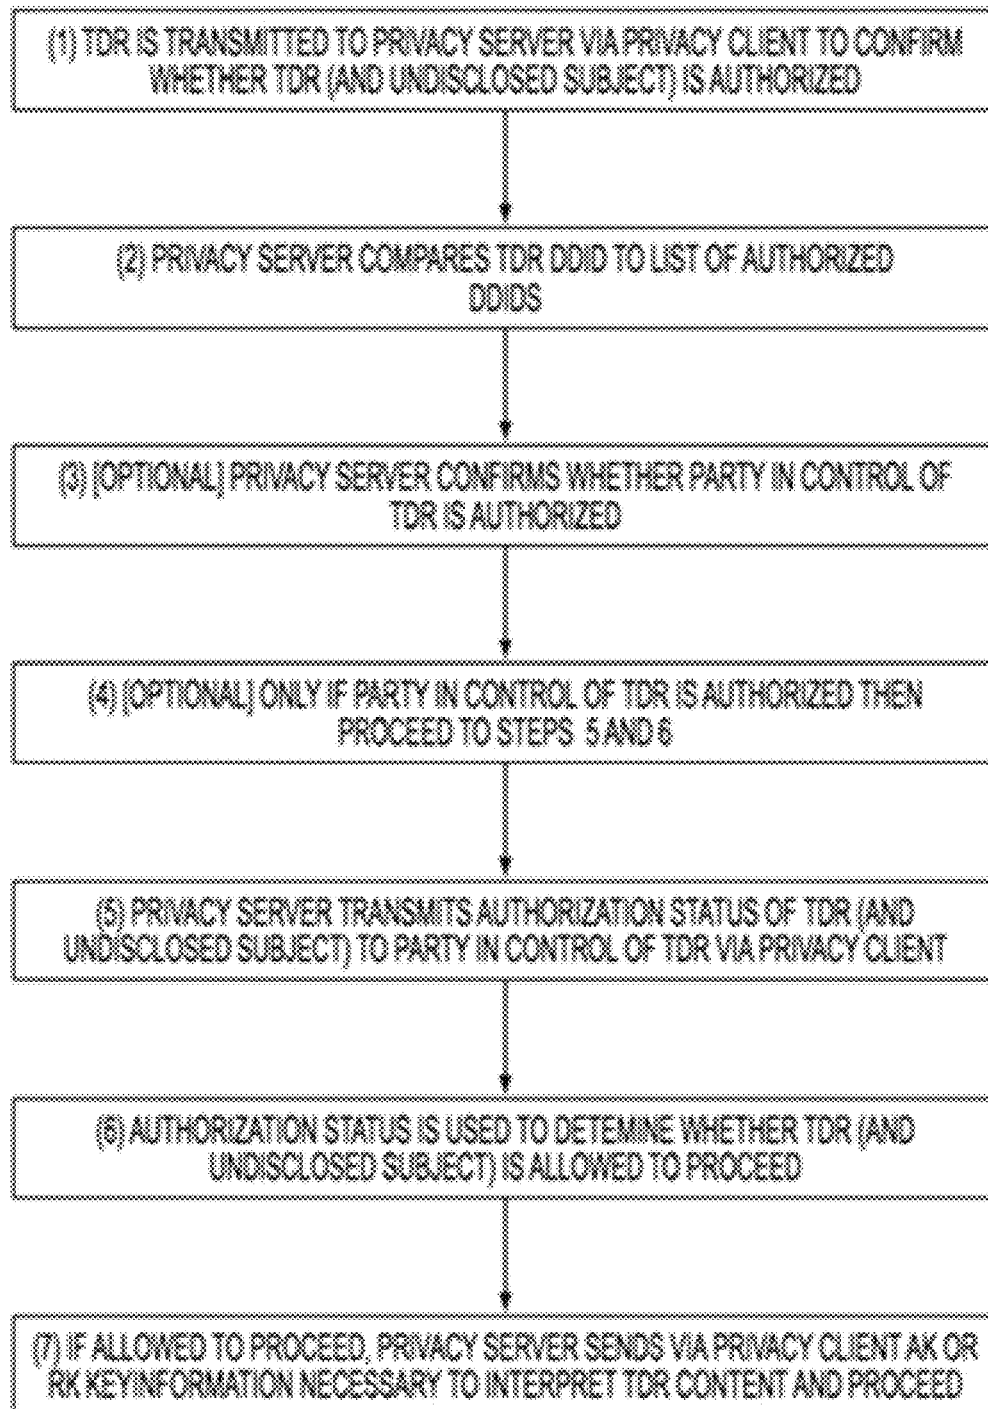 (1) TDR IS TRANSMITTED TO PRIVACY SERVER VIA PRIVACY CLIENT TO CONFIRM
WHETHER TDR (AND UNDISCLOSED SUBJECT) IS AUTHORIZED
(2) PRIVACY SERVER COMPARES TDR DDID TO LIST OF AUTHORIZED
DDIDS
(3) [OPTIONAL] PRIVACY SERVER CONFIRMS WHETHER PARTY IN CONTROL OF
TDR IS AUTHORIZED
(4) [OPTIONAL] ONLY IF PARTY IN CONTROL OF TDR IS AUTHORIZED THEN
PROCEED TO STEPS 5 AND 6
(5) PRIVACY SERVER TRANSMITS AUTHORIZATION STATUS OF TDR (AND
UNDISCLOSED SUBJECT) TO PARTY IN CONTROL OF TDR VIA PRIVACY CLIENT
(6) AUTHORIZATION STATUS IS USED TO DETEMINE WHETHER TDR (AND
UNDISCLOSED SUBJECT) IS ALLOWED TO PROCEED
(7) IF ALLOWED TO PROCEED, PRIVACY SERVER SENDS VIA PRIVACY CLIENT AK OR
RK KEY INFORMATION NECESSARY TO INTERPRET TDR CONTENT AND PROCEED